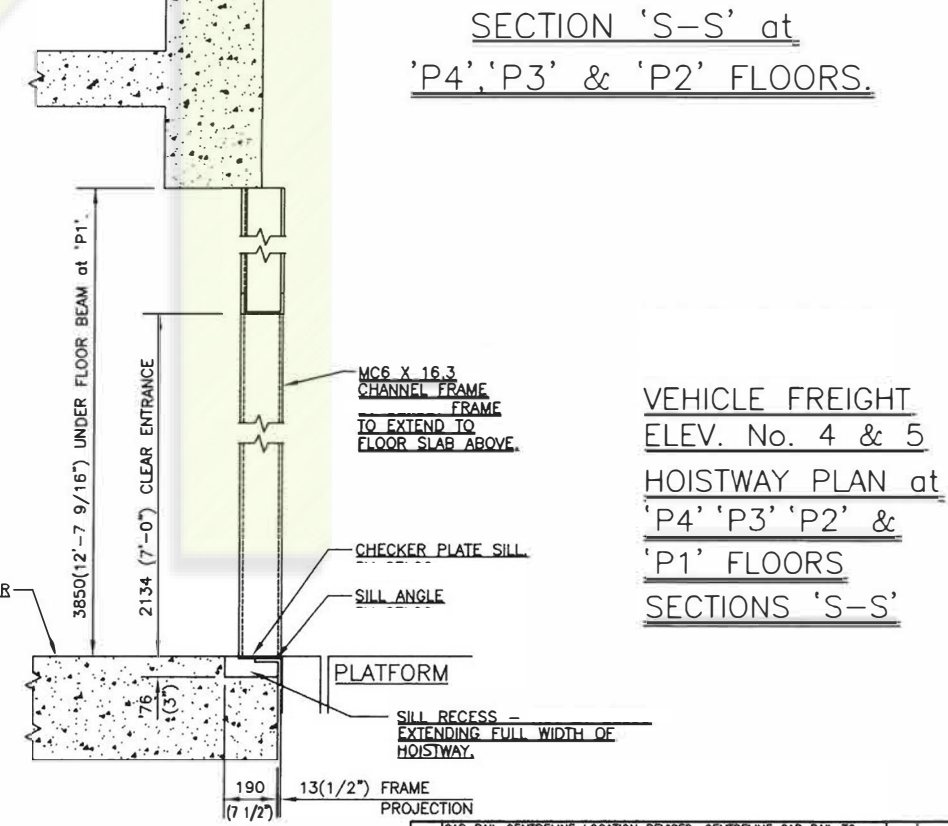 SECTION 'S-S' at
'P4', 'P3' & 'P2' FLOORS.
3850(12'-7 9/16") UNDER FLOOR BEAM at 'P1'.
2134 (7'-0") CLEAR ENTRANCE
MC6 X 16.3
CHANNEL FRAME
FRAME
TO EXTEND TO
FLOOR SLAB ABOVE.
VEHICLE FREIGHT
ELEV. No. 4 & 5
HOISTWAY PLAN at
'P4' 'P3' 'P2' &
'P1' FLOORS
SECTIONS 'S-S'
CHECKER PLATE SILL.
SILL ANGLE
R
PLATFORM
76
(3")
SILL RECESS -
EXTENDING FULL WIDTH OF
HOISTWAY.
190
(7 1/2")
13(1/2") FRAME
PROJECTION